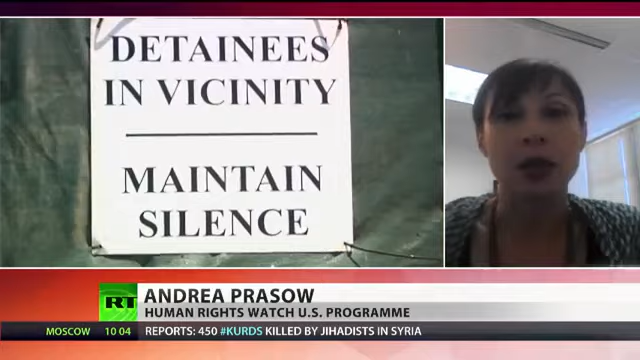 DETAINEES
IN VICINITY
MAINTAIN
SILENCE
RT
ANDREA PRASOW
HUMAN RIGHTS WATCH U.S. PROGRAMME
MOSCOW 10:04 REPORTS: 450 #KURDS KILLED BY JIHADISTS IN SYRIA